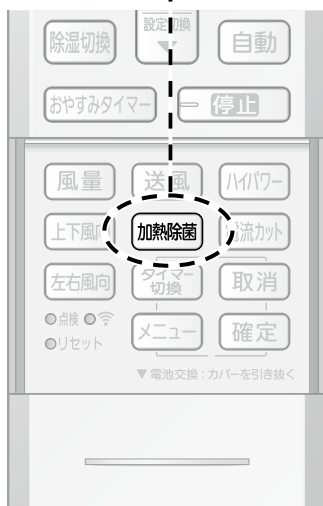 除湿切換 設定切換 自動
▼
おやすみタイマー 停止
風量 送風 ハイパワー
上下風向 加熱除菌 電流カット
左右風向 タイマー切換 取消
点検
リセット メニュー 確定
▼電池交換：カバーを引き抜く